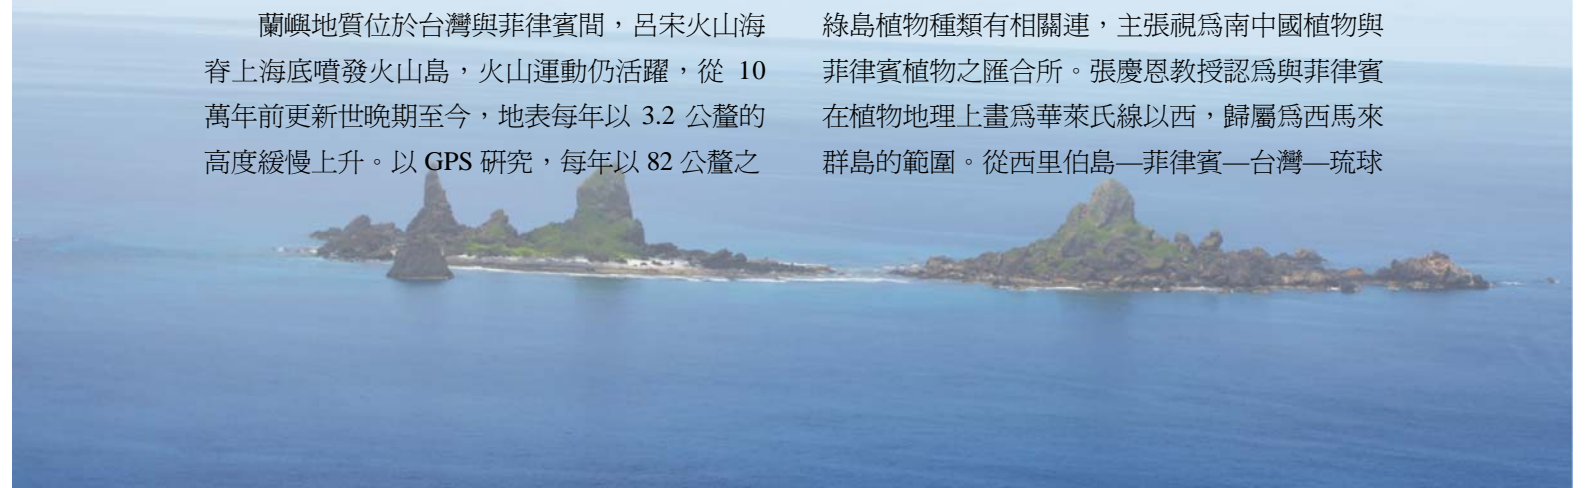 蘭嶼地質位於台灣與菲律賓間，呂宋火山海
脊上海底噴發火山島，火山運動仍活躍，從 10
萬年前更新世晚期至今，地表每年以 3.2 公釐的
高度緩慢上升。以 GPS 研究，每年以 82 公釐之
綠島植物種類有相關連，主張視爲南中國植物與
菲律賓植物之匯合所。張慶恩教授認爲與菲律賓
在植物地理上畫爲華萊氏線以西，歸屬爲西馬來
群島的範圍。從西里伯島—菲律賓—台灣—琉球